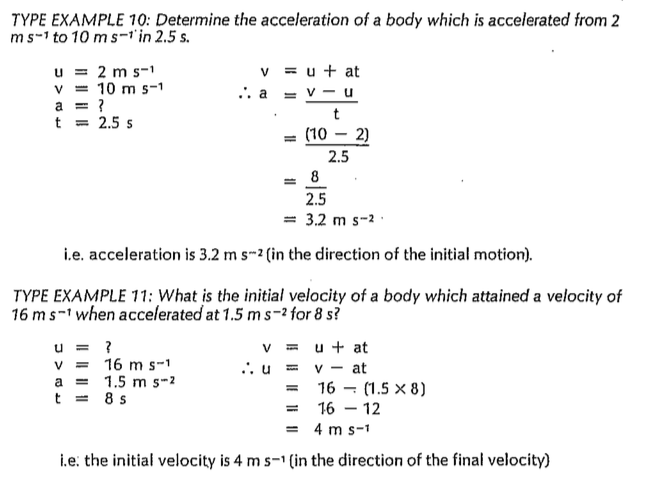 TYPE EXAMPLE 10: Determine the acceleration of a body which is accelerated from 2
m s⁻¹ to 10 m s⁻¹ in 2.5 s.
u = 2 m s⁻¹
v = 10 m s⁻¹
a = ?
t = 2.5 s
v = u + at
∴ a = v − u
t
= (10 − 2)
2.5
= 8
2.5
= 3.2 m s⁻²
i.e. acceleration is 3.2 m s⁻² (in the direction of the initial motion).
TYPE EXAMPLE 11: What is the initial velocity of a body which attained a velocity of
16 m s⁻¹ when accelerated at 1.5 m s⁻² for 8 s?
u = ?
v = 16 m s⁻¹
a = 1.5 m s⁻²
t = 8 s
v = u + at
∴ u = v − at
= 16 − (1.5 × 8)
= 16 − 12
= 4 m s⁻¹
i.e. the initial velocity is 4 m s⁻¹ (in the direction of the final velocity)